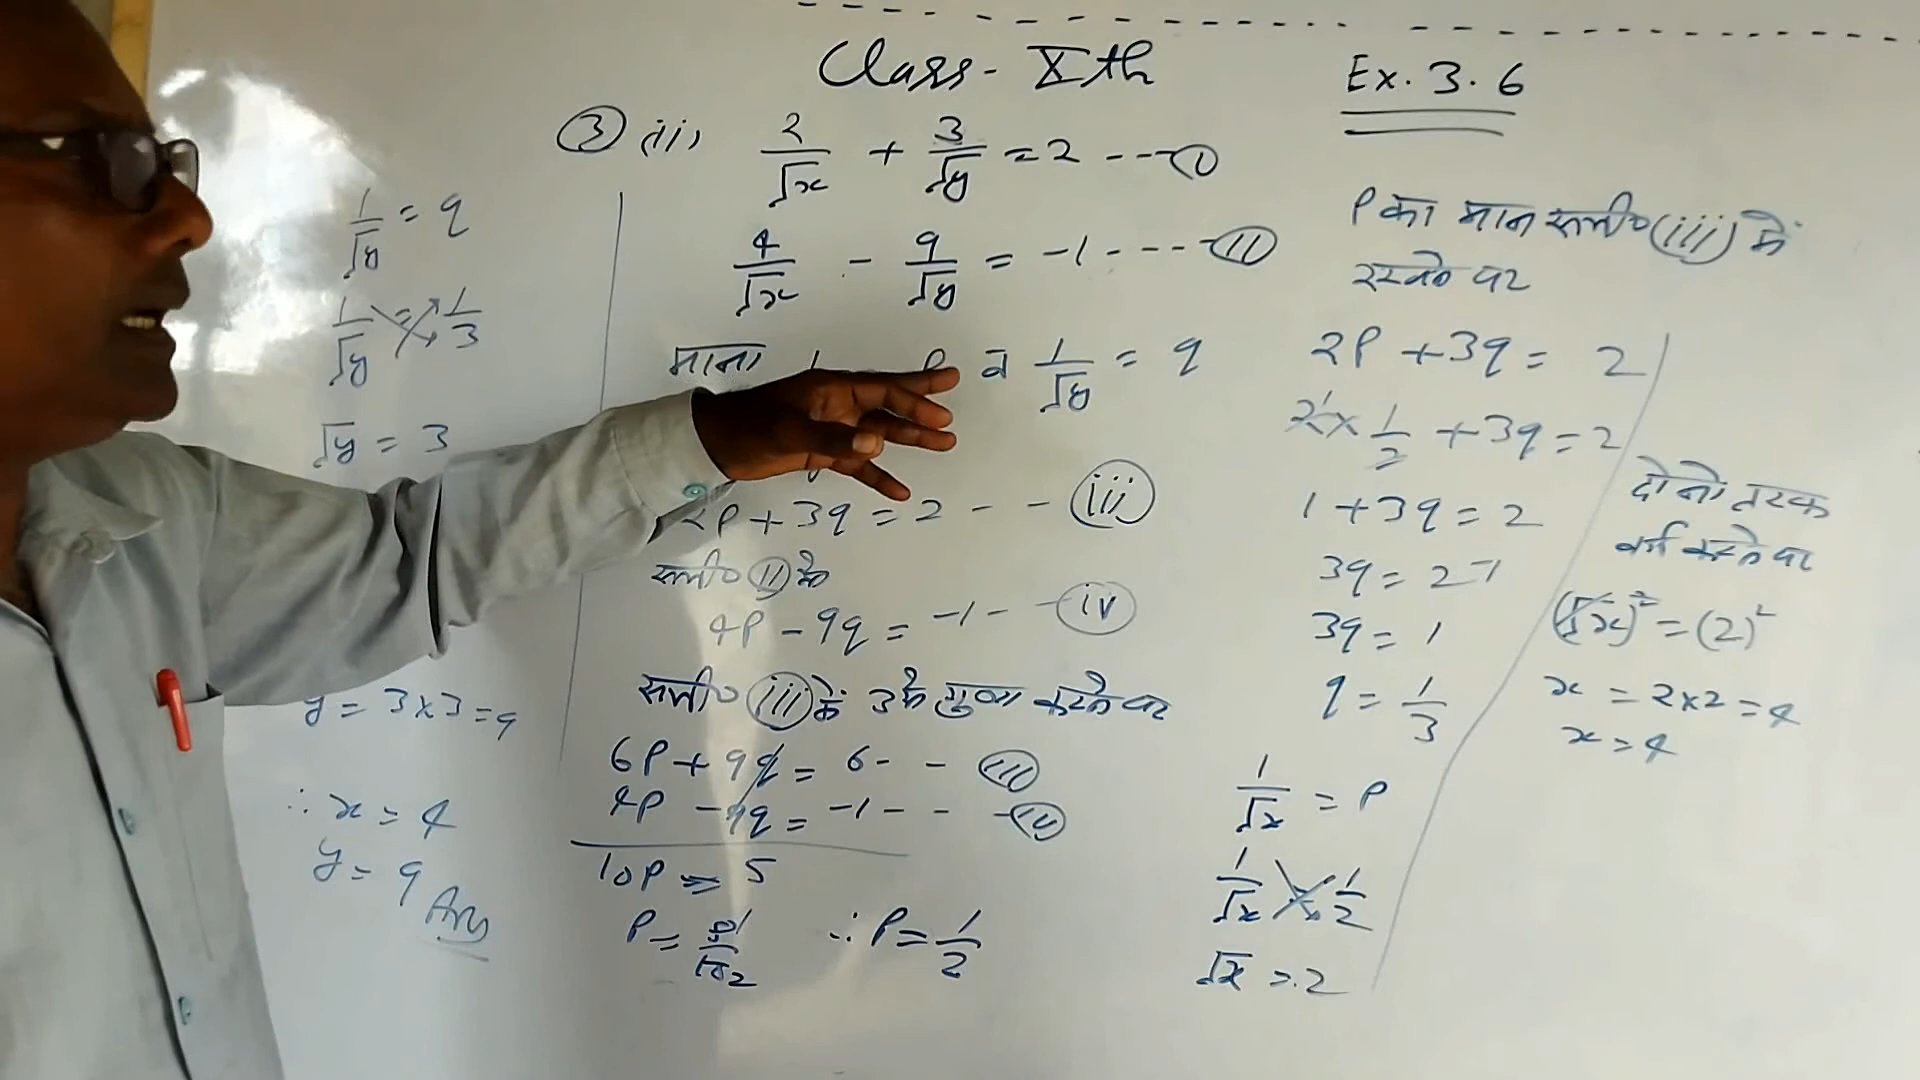 Class - Xth
Ex. 3.6
③ (ii) 2/√x + 3/√y = 2 --- ①
4/√x - 9/√y = -1 --- ⑪
माना व 1/√y = q
2P + 3q = 2 - - (iii)
समी० (II) से
4P - 9q = -1 - - (iv)
समी० (iii) में 3 से गुणा करने पर
6P + 9q = 6 - - (iii)
4P - 9q = -1 - - - (iv)
10P = 5
P = 5/10 ∴ P = 1/2
P का मान समी० (iii) में
रखने पर
2P + 3q = 2
2 × 1/2 + 3q = 2
1 + 3q = 2
3q = 2-1
3q = 1
q = 1/3
1/√x = P
1/√x = 1/2
√x = 2
दोनो तरफ
वर्ग करने पर
(√x)² = (2)²
x = 2×2 = 4
x = 4
1/√y = q
1/√y = 1/3
√y = 3
y = 3×3 = 9
∴ x = 4
y = 9 Ans